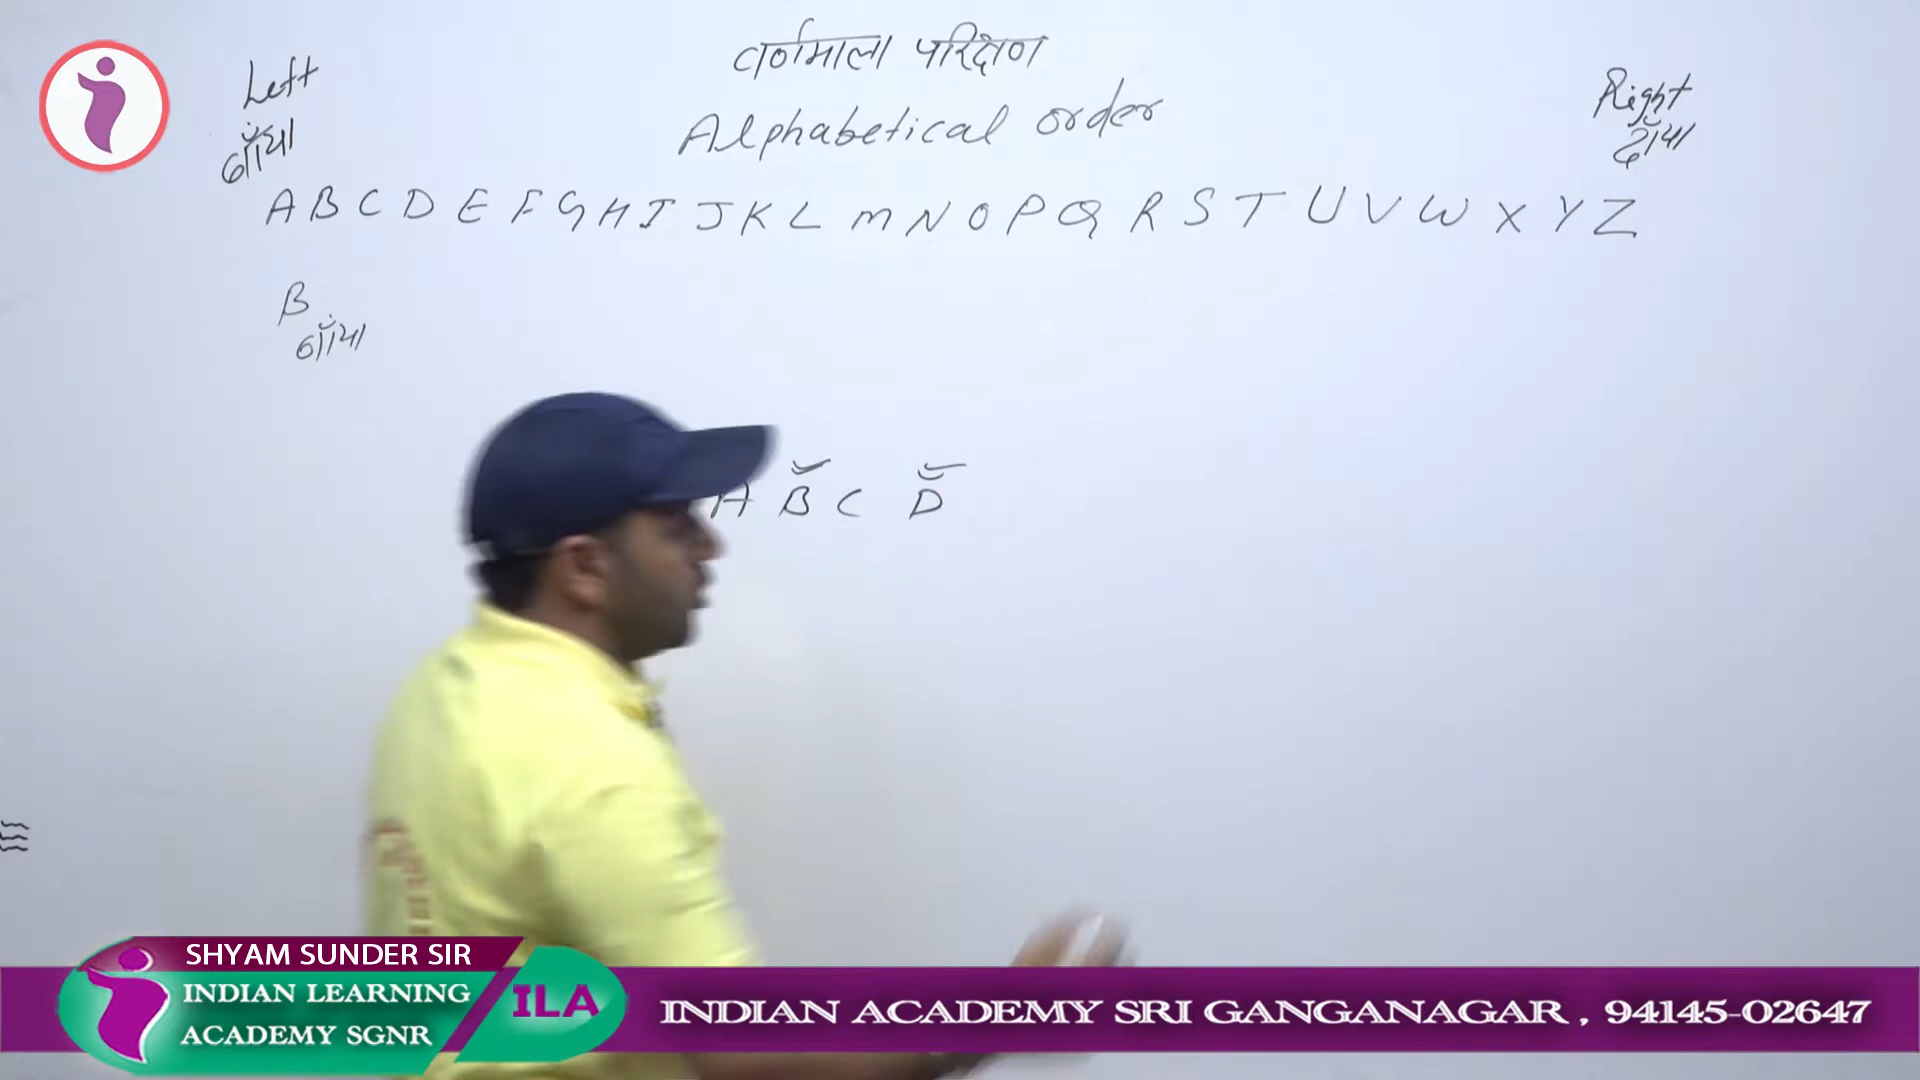 वर्णमाला परिक्षण
Left
बाँया
Alphabetical order
Right
दाँया
A B C D E F G H I J K L M N O P Q R S T U V W X Y Z
B
बाँया
A B C D
SHYAM SUNDER SIR
INDIAN LEARNING
ACADEMY SGNR
ILA
INDIAN ACADEMY SRI GANGANAGAR , 94145-02647